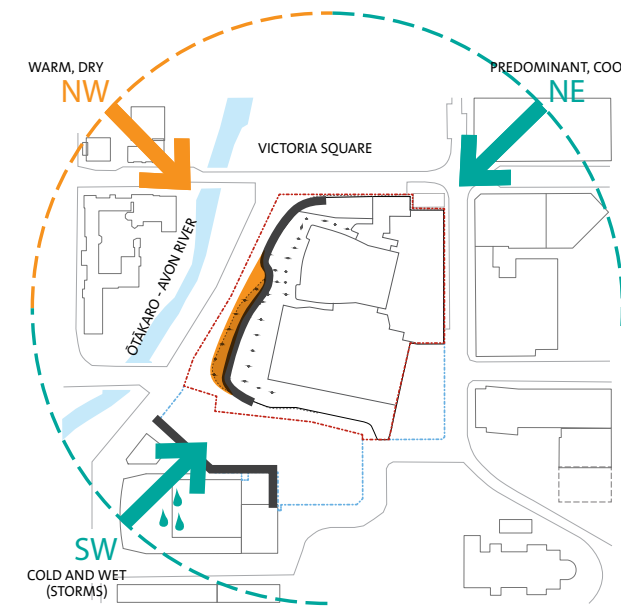 WARM, DRY
NW
PREDOMINANT, COO
NE
VICTORIA SQUARE
ŌTĀKARO - AVON RIVER
SW
COLD AND WET
(STORMS)